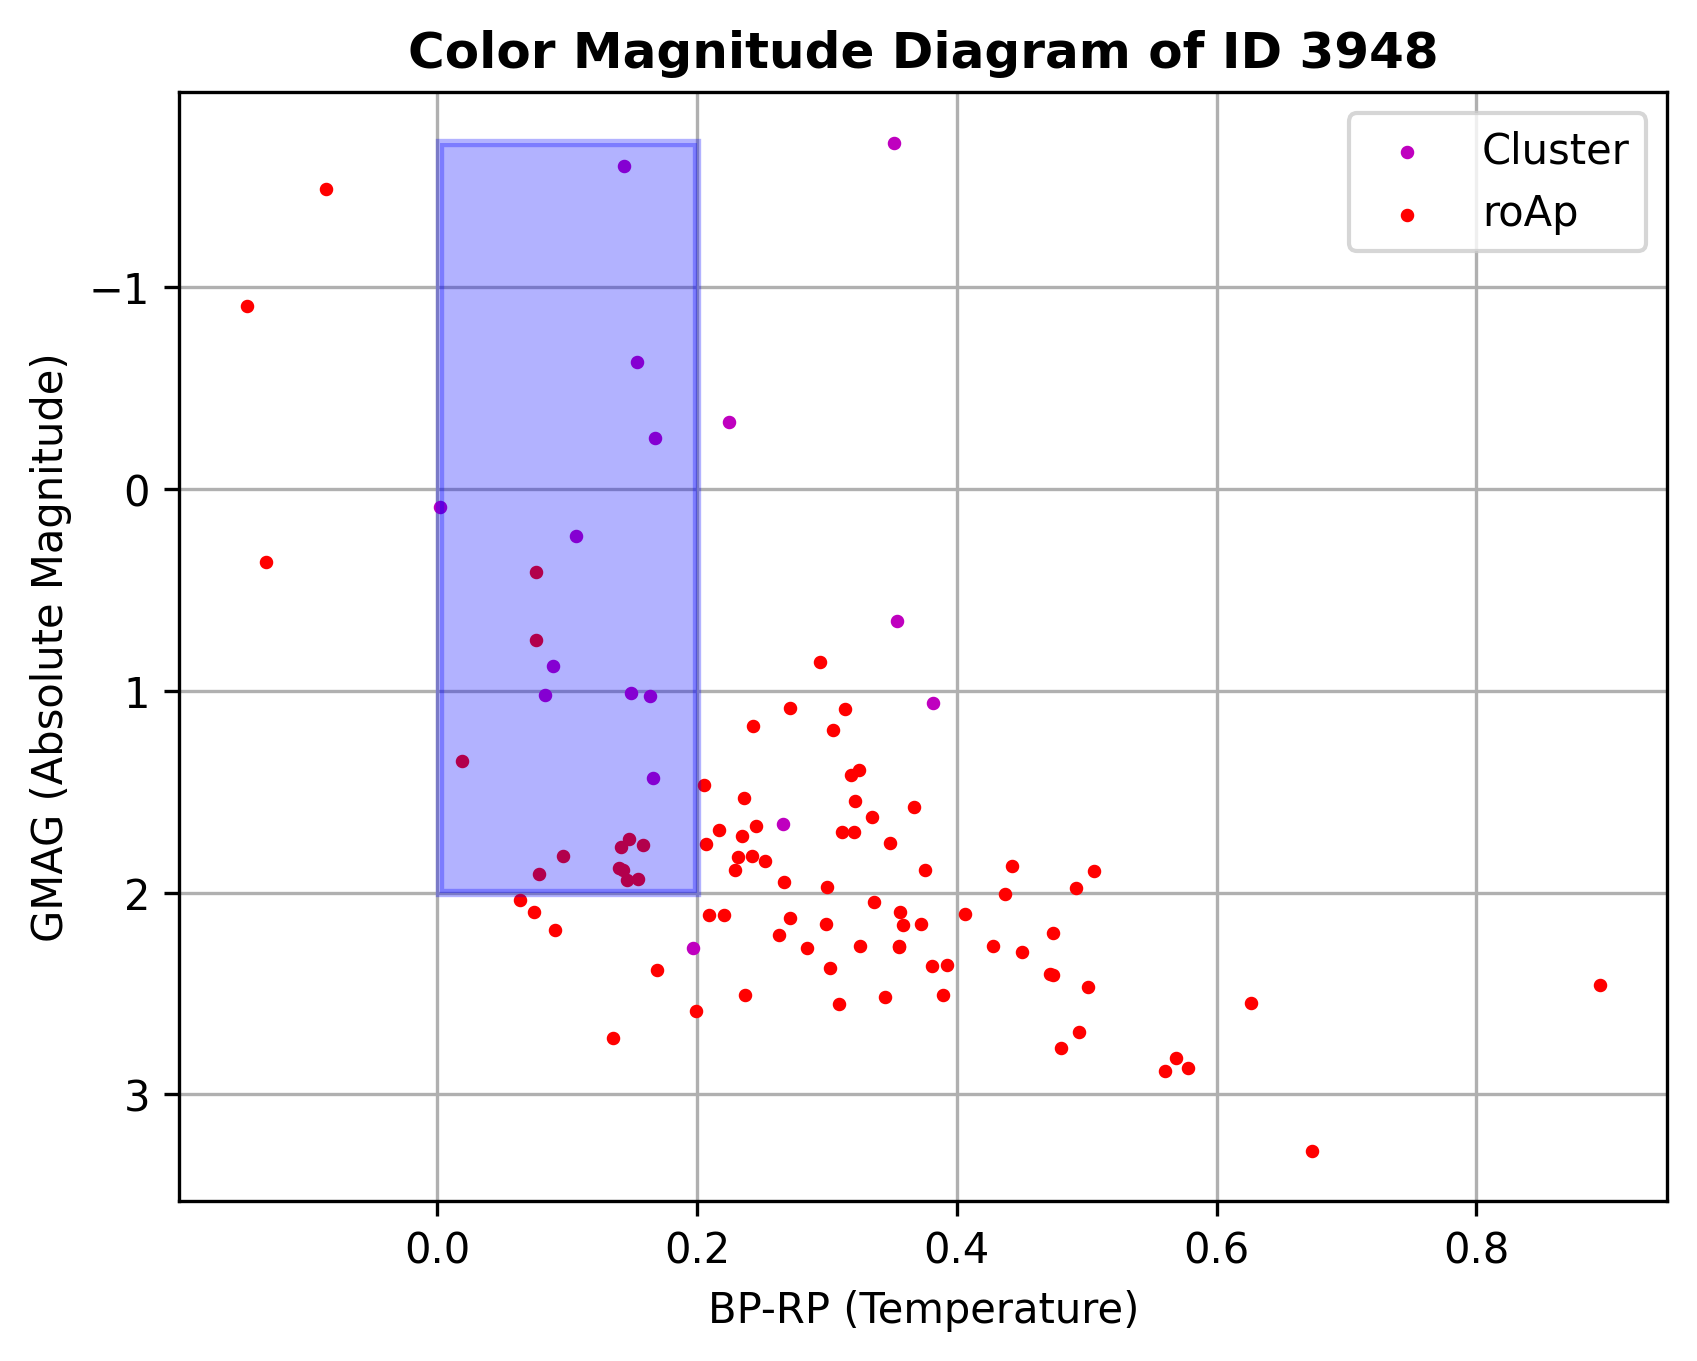 Color Magnitude Diagram of ID 3948
Cluster
roAp
GMAG (Absolute Magnitude)
−1
0
1
2
3
0.0 0.2 0.4 0.6 0.8
BP-RP (Temperature)